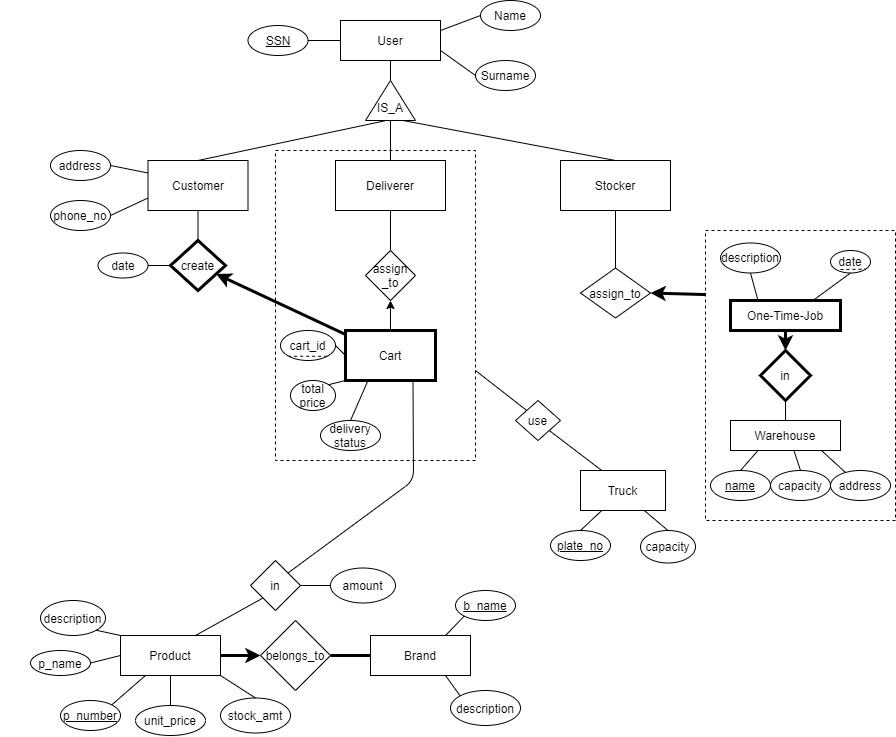 Name
SSN
User
Surname
IS_A
address
Customer
Deliverer
Stocker
phone_no
date
create
assign
_to
assign_to
description
date
One-Time-Job
cart_id
Cart
total
price
in
delivery
status
use
Warehouse
Truck
name
capacity
address
plate_no
capacity
in
amount
description
b_name
p_name
Product
belongs_to
Brand
p_number
unit_price
stock_amt
description